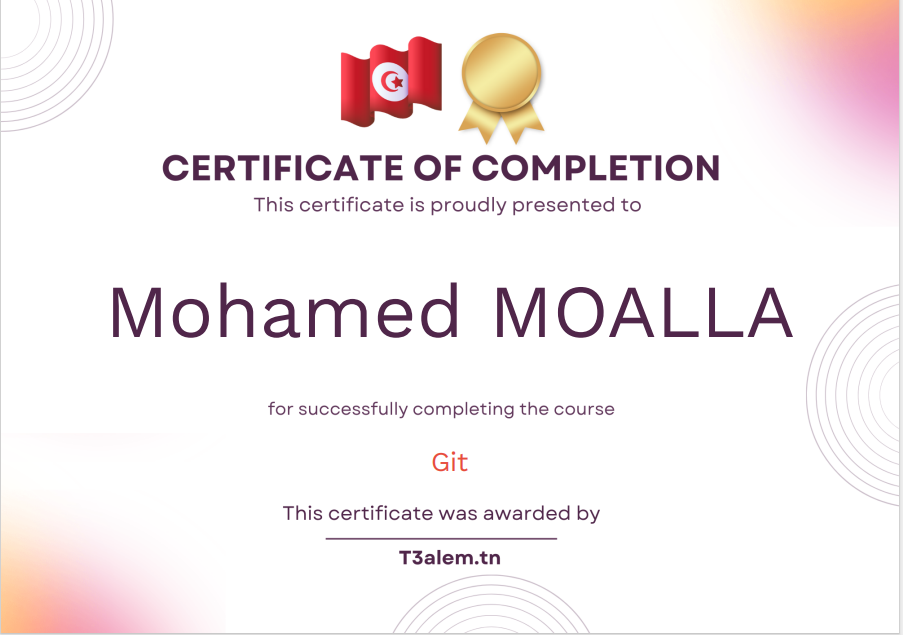 CERTIFICATE OF COMPLETION
This certificate is proudly presented to
Mohamed MOALLA
for successfully completing the course
Git
This certificate was awarded by
T3alem.tn